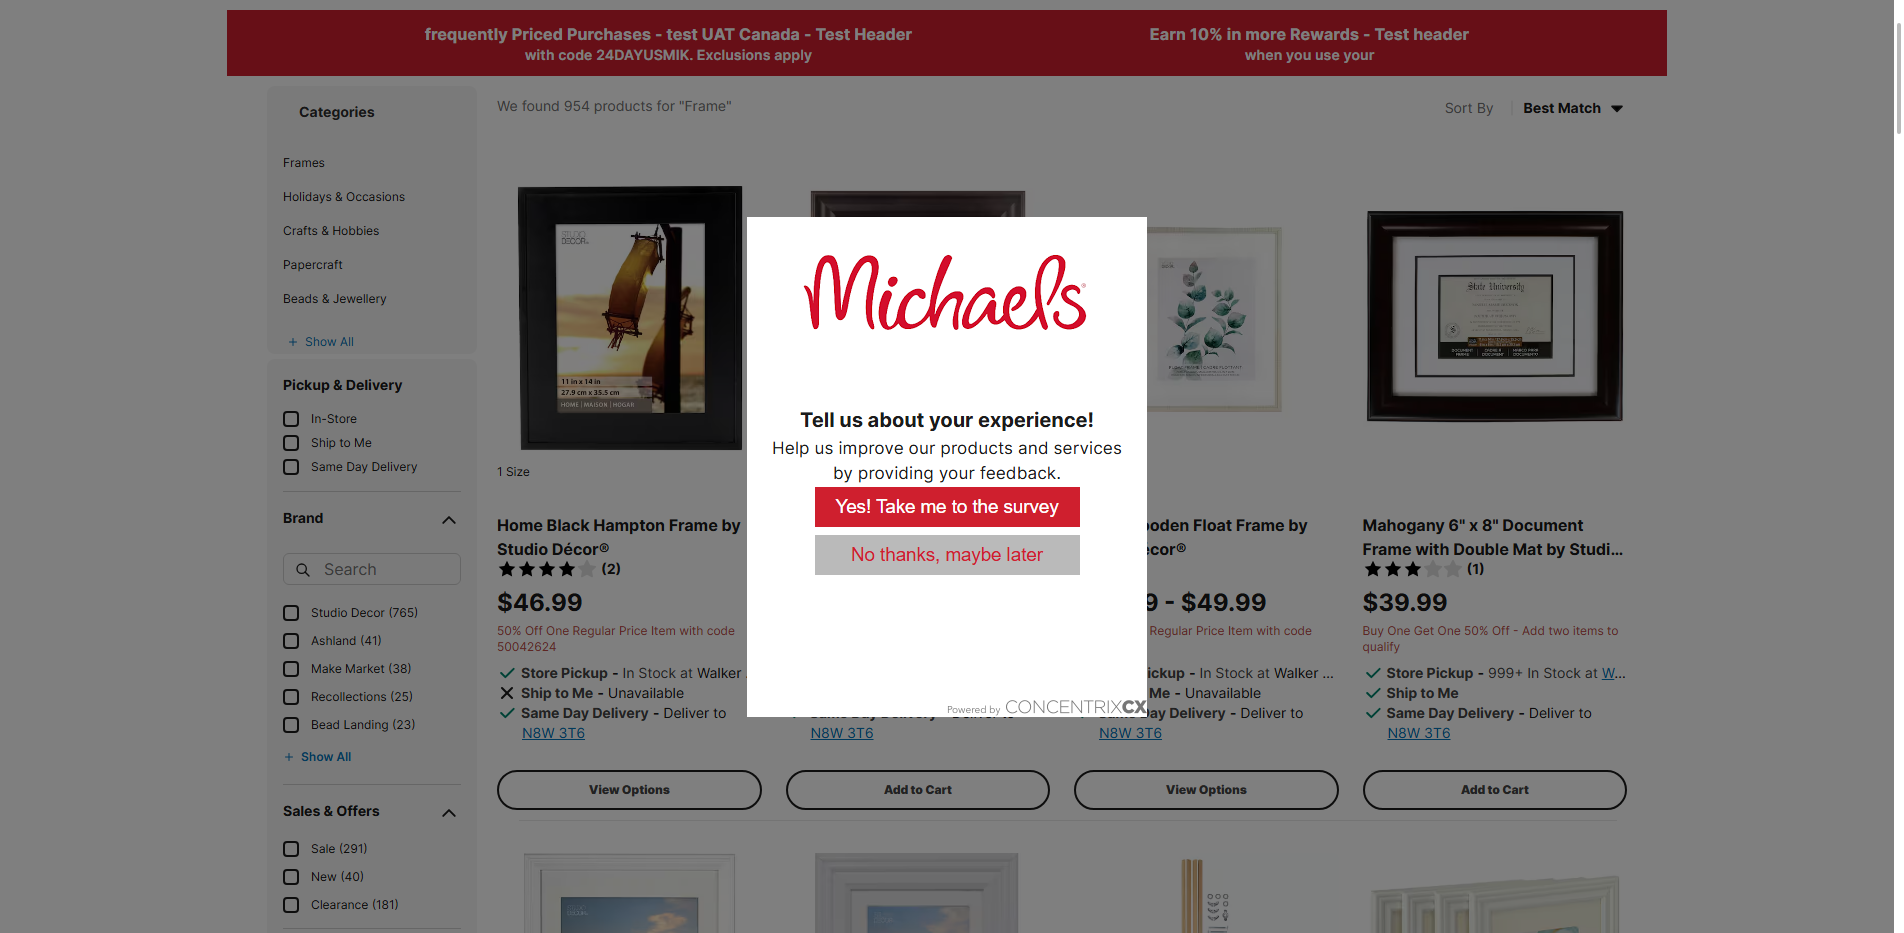 frequently Priced Purchases - test UAT Canada - Test Header
with code 24DAYUSMIK. Exclusions apply
Earn 10% in more Rewards - Test header
when you use your
Categories
Frames
Holidays & Occasions
Crafts & Hobbies
Papercraft
Beads & Jewellery
+ Show All
Pickup & Delivery
In-Store
Ship to Me
Same Day Delivery
Brand
Search
Studio Decor (765)
Ashland (41)
Make Market (38)
Recollections (25)
Bead Landing (23)
+ Show All
Sales & Offers
Sale (291)
New (40)
Clearance (181)
We found 954 products for "Frame"
Sort By
Best Match
STUDIO
DECOR
11 in x 14 in
27.9 cm x 35.5 cm
HOME | MAISON | HOGAR
1 Size
Home Black Hampton Frame by
Studio Décor®
(2)
$46.99
50% Off One Regular Price Item with code
50042624
Store Pickup - In Stock at Walker
Ship to Me - Unavailable
Same Day Delivery - Deliver to
N8W 3T6
View Options
Michaels
Tell us about your experience!
Help us improve our products and services
by providing your feedback.
Yes! Take me to the survey
No thanks, maybe later
Powered by CONCENTRIXCX
N8W 3T6
Add to Cart
ooden Float Frame by
cor®
9 - $49.99
Regular Price Item with code
ickup - In Stock at Walker ...
Me - Unavailable
Day Delivery - Deliver to
N8W 3T6
View Options
State University
Mahogany 6" x 8" Document
Frame with Double Mat by Studi...
(1)
$39.99
Buy One Get One 50% Off - Add two items to
qualify
Store Pickup - 999+ In Stock at W...
Ship to Me
Same Day Delivery - Deliver to
N8W 3T6
Add to Cart